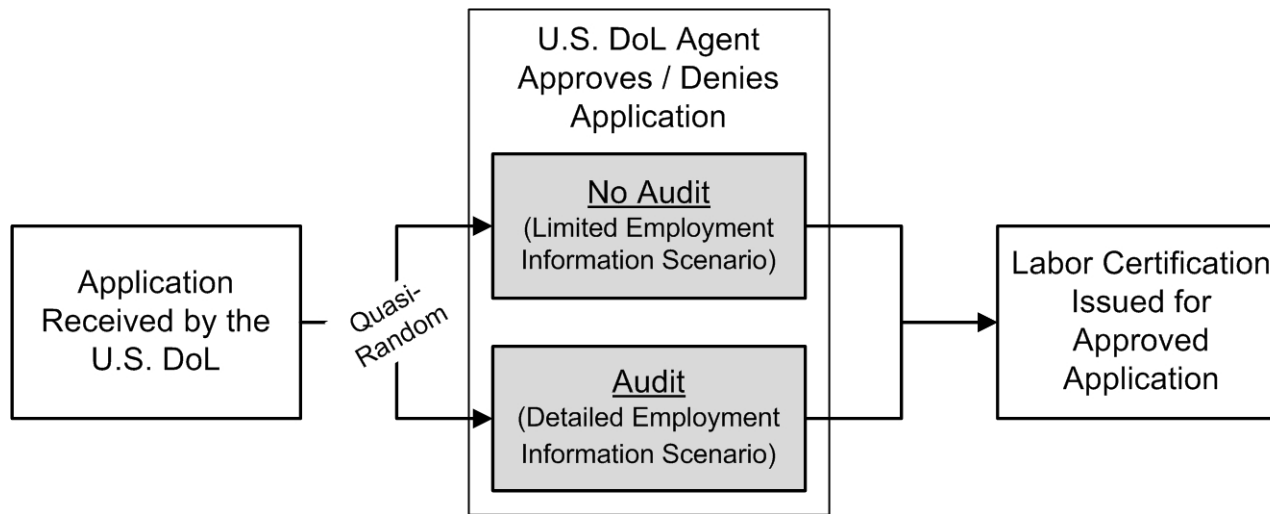 Application
Received by the
U.S. DoL
Quasi-
Random
U.S. DoL Agent
Approves / Denies
Application
No Audit
(Limited Employment
Information Scenario)
Audit
(Detailed Employment
Information Scenario)
Labor Certification
Issued for
Approved
Application